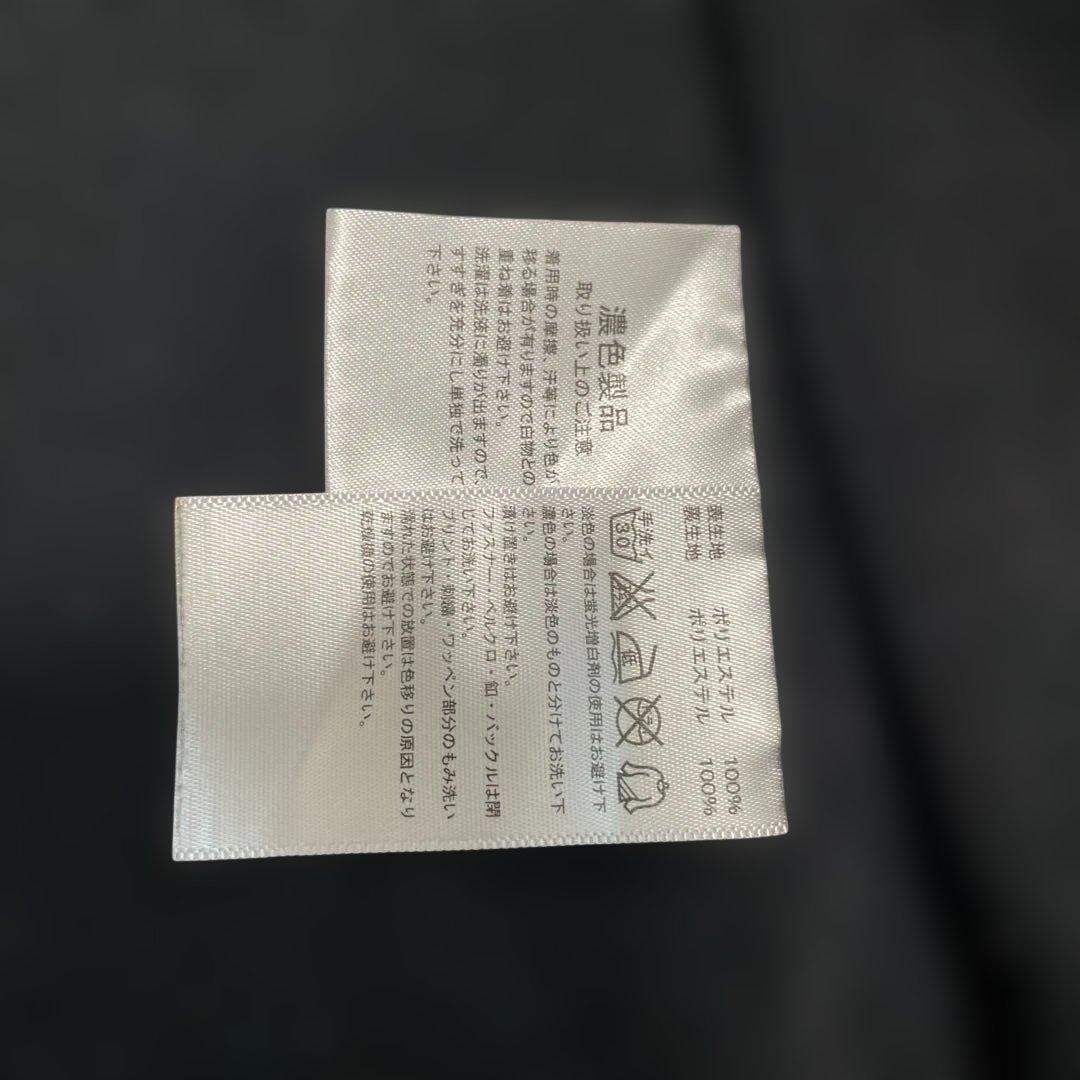 濃色製品
取り扱い上のご注意
着用時の摩擦、汗等により色が
移る場合が有りますので白物との
重ね着はお避け下さい。
洗濯は洗液に濁りが出ますので、
すすぎを充分にし単独で洗って
下さい。
表生地 ポリエステル 100%
裏生地 ポリエステル 100%
手洗イ
30
低
淡色の場合は蛍光増白剤の使用はお避け下
さい。
濃色の場合は淡色のものと分けてお洗い下
さい。
漬け置きはお避け下さい。
ファスナー・ベルクロ・釦・バックルは閉
じてお洗い下さい。
プリント・刺繍・ワッペン部分のもみ洗い
はお避け下さい。
濡れた状態での放置は色移りの原因となり
ますのでお避け下さい。
乾燥機の使用はお避け下さい。